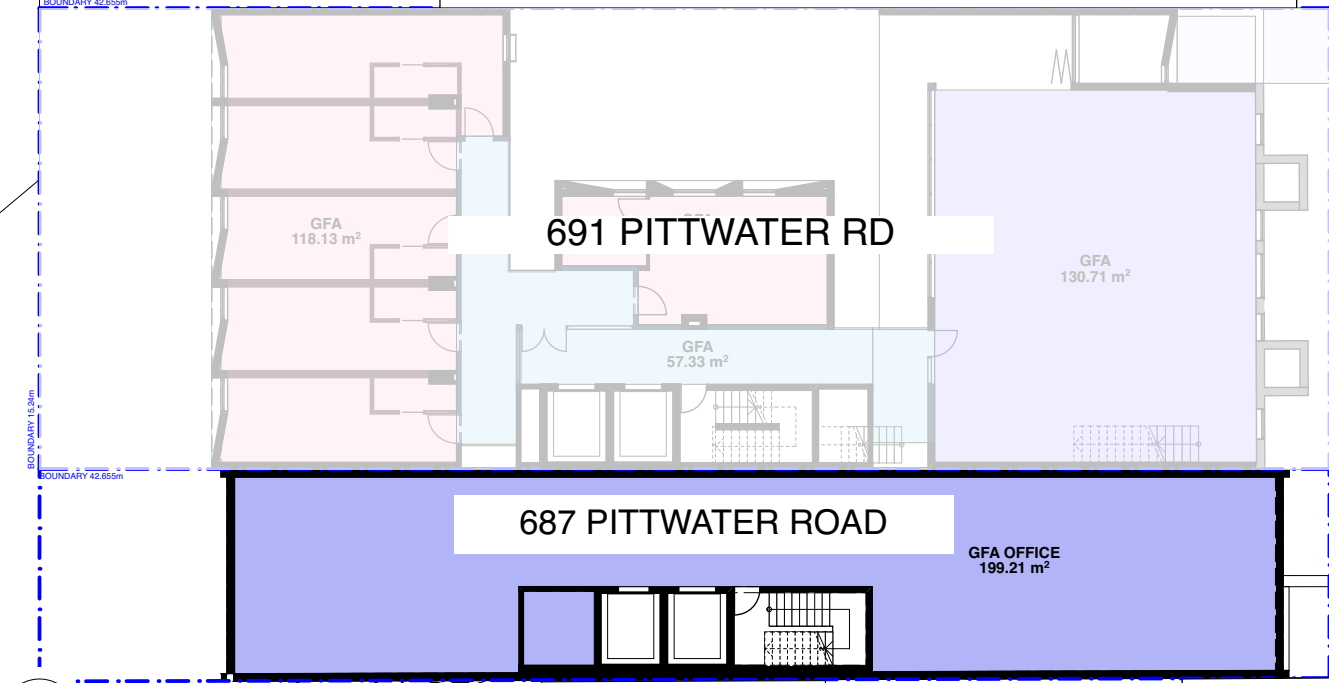 BOUNDARY 42.655m
691 PITTWATER RD
GFA
118.13 m²
GFA
130.71 m²
GFA
57.33 m²
BOUNDARY 15.24m
BOUNDARY 42.655m
687 PITTWATER ROAD
GFA OFFICE
199.21 m²